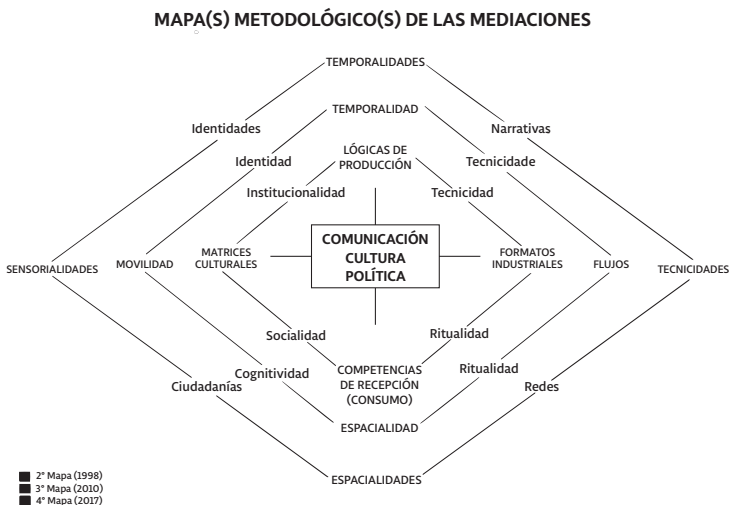 MAPA(S) METODOLÓGICO(S) DE LAS MEDIACIONES
TEMPORALIDADES
TEMPORALIDAD
Identidades
Narrativas
LÓGICAS DE
PRODUCCIÓN
Identidad
Tecnicidade
Institucionalidad
Tecnicidad
COMUNICACIÓN
CULTURA
POLÍTICA
SENSORIALIDADES
MOVILIDAD
MATRICES
CULTURALES
FORMATOS
INDUSTRIALES
FLUJOS
TECNICIDADES
Socialidad
Ritualidad
Cognitividad
COMPETENCIAS
DE RECEPCIÓN
(CONSUMO)
Ritualidad
Ciudadanías
Redes
ESPACIALIDAD
ESPACIALIDADES
2° Mapa (1998)
3° Mapa (2010)
4° Mapa (2017)